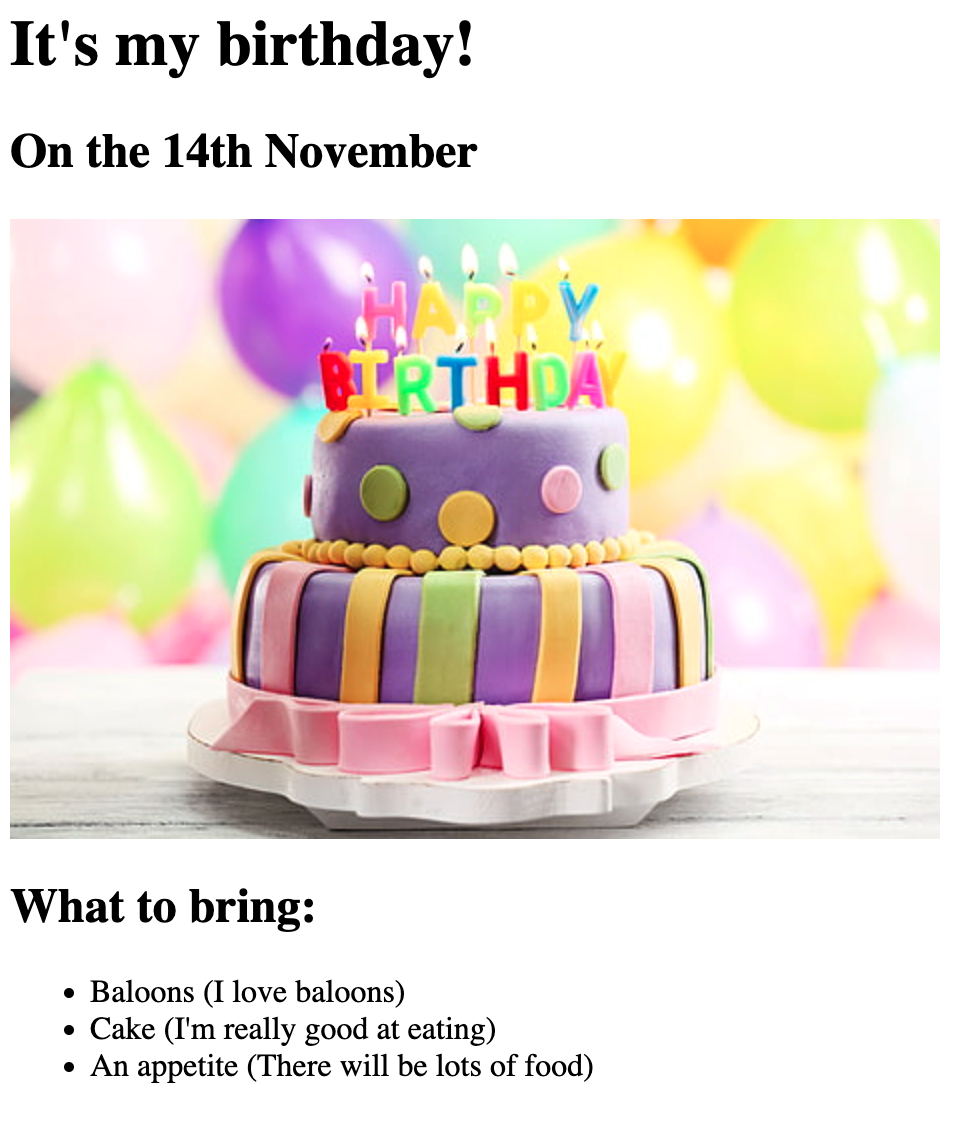 It's my birthday!
On the 14th November
HAPPY
BIRTHDAY
What to bring:
Baloons (I love baloons)
Cake (I'm really good at eating)
An appetite (There will be lots of food)